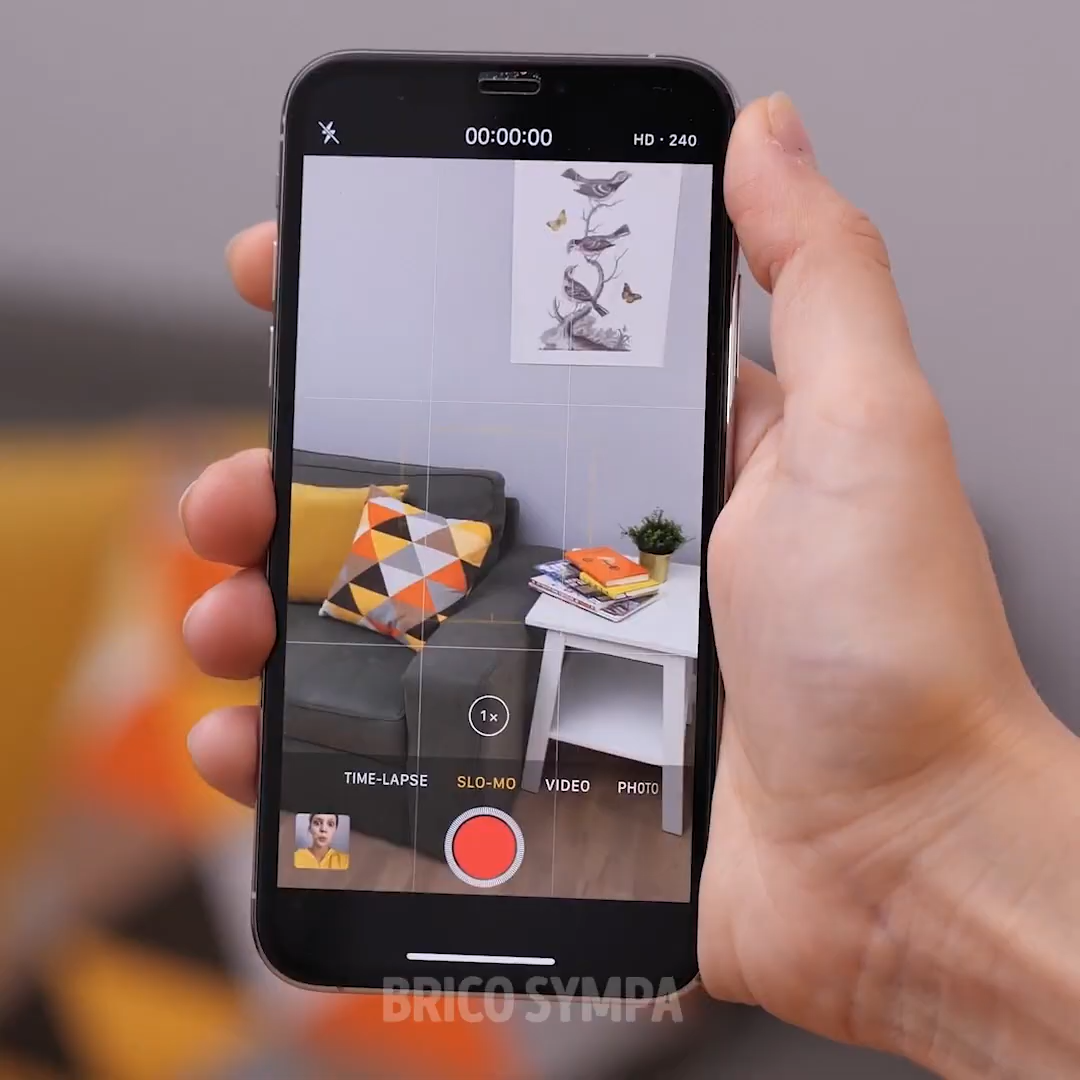 00:00:00
HD · 240
1×
TIME-LAPSE SLO-MO VIDEO PHOTO
BRICO SYMPA